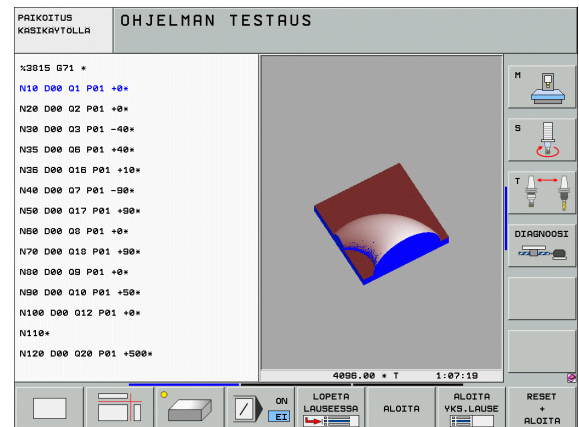 PAIKOITUS
KASIKAYTOLLA
OHJELMAN TESTAUS
%3815 G71 *
N10 D00 Q1 P01 +0*
N20 D00 Q2 P01 +0*
N30 D00 Q3 P01 -40*
N35 D00 Q6 P01 +40*
N36 D00 Q16 P01 +10*
N40 D00 Q7 P01 -90*
N50 D00 Q17 P01 +90*
N60 D00 Q8 P01 +0*
N70 D00 Q18 P01 +90*
N80 D00 Q9 P01 +0*
N90 D00 Q10 P01 +50*
N100 D00 Q12 P01 +0*
N110*
N120 D00 Q20 P01 +500*
4096.00 * T 1:07:19
M
S
T
DIAGNOOSI
ON
EI
LOPETA
LAUSEESSA
ALOITA
ALOITA
YKS.LAUSE
RESET
+
ALOITA